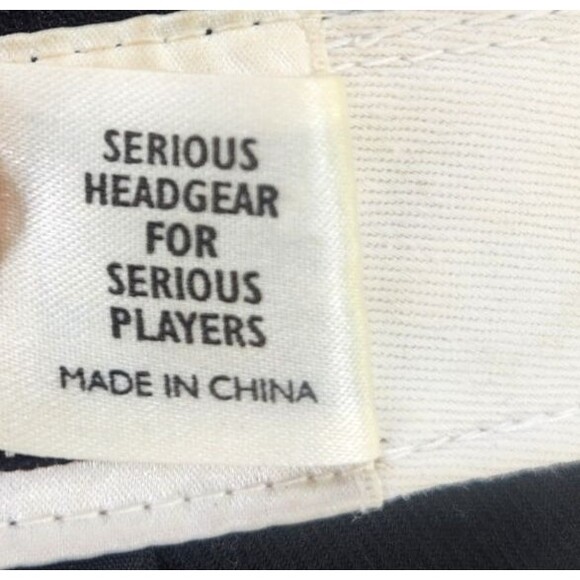 SERIOUS
HEADGEAR
FOR
SERIOUS
PLAYERS
MADE IN CHINA